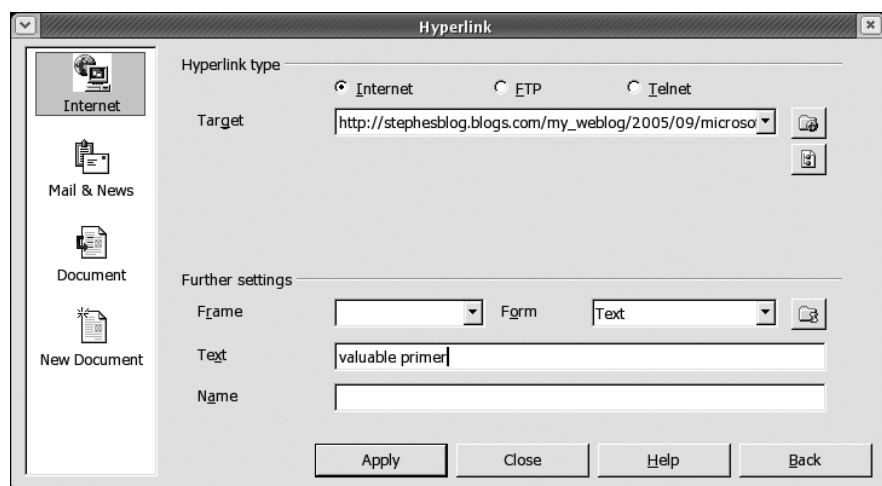 Hyperlink
Internet
Mail & News
Document
New Document
Hyperlink type
Internet FTP Telnet
Target http://stephesblog.blogs.com/my_weblog/2005/09/microso
Further settings
Frame Form Text
Text valuable primer
Name
Apply Close Help Back